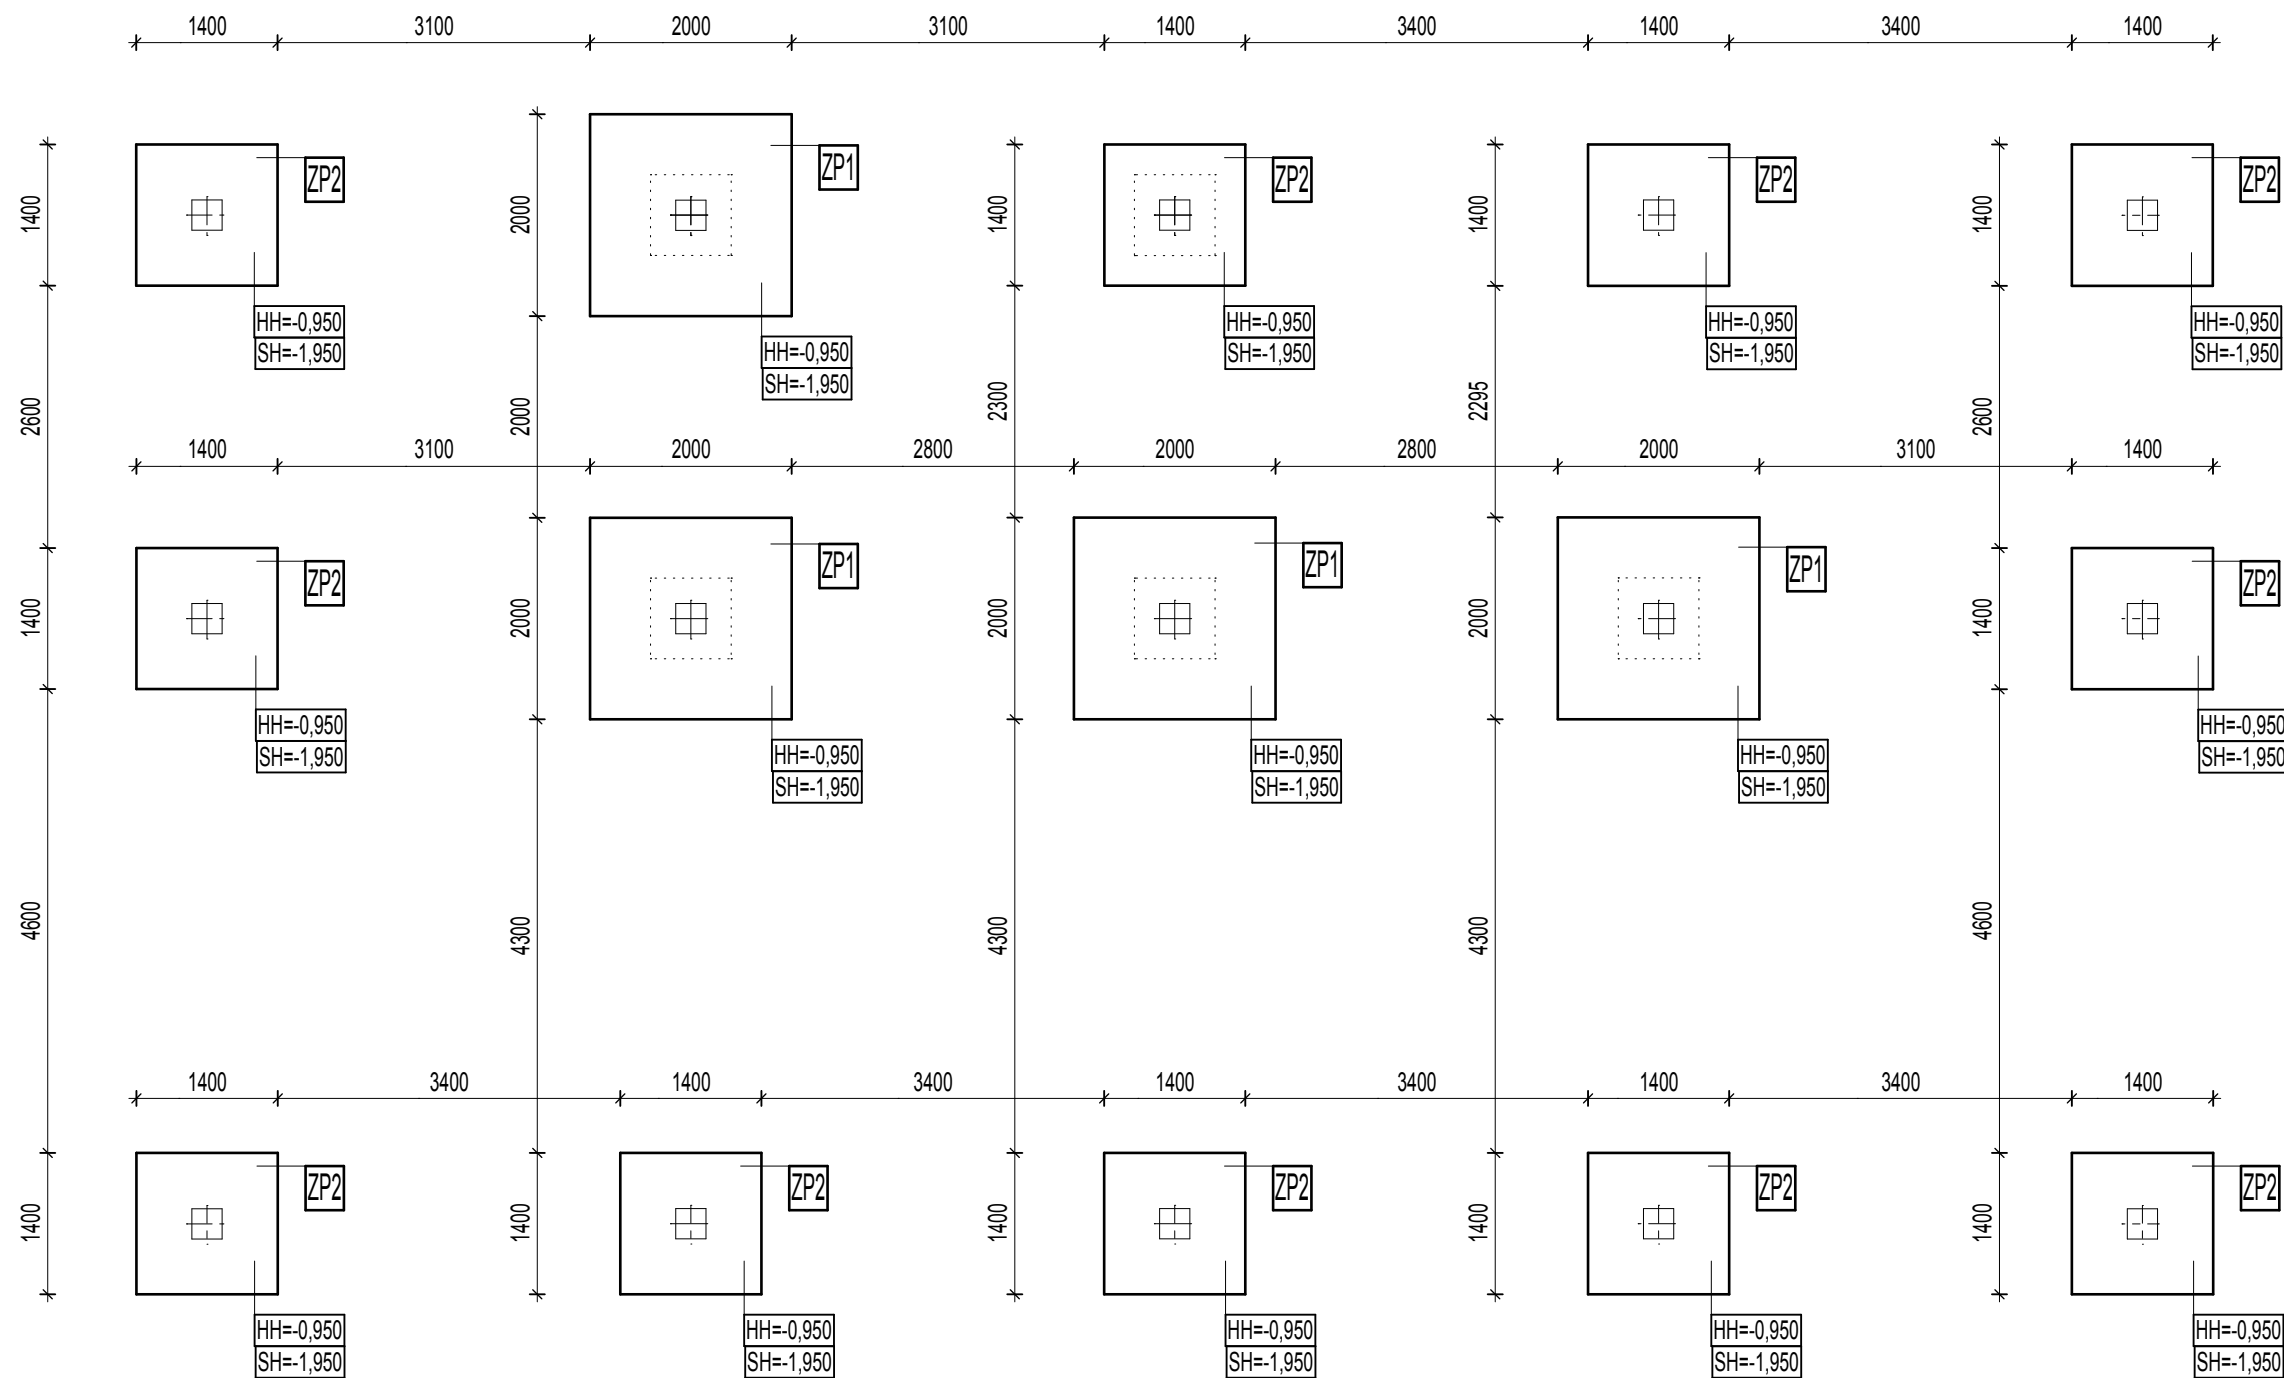 1400 3100 2000 3100 1400 3400 1400 3400 1400
ZP2 ZP1 ZP2 ZP2 ZP2
1400 2000 1400 1400 1400
HH=-0,950 HH=-0,950 HH=-0,950 HH=-0,950 HH=-0,950
SH=-1,950 SH=-1,950 SH=-1,950 SH=-1,950 SH=-1,950
2600 2000 2300 2295 2600
1400 3100 2000 2800 2000 2800 2000 3100 1400
ZP2 ZP1 ZP1 ZP1 ZP2
1400 2000 2000 2000 1400
HH=-0,950 HH=-0,950 HH=-0,950 HH=-0,950 HH=-0,950
SH=-1,950 SH=-1,950 SH=-1,950 SH=-1,950 SH=-1,950
4600 4300 4300 4300 4600
1400 3400 1400 3400 1400 3400 1400 3400 1400
ZP2 ZP2 ZP2 ZP2 ZP2
1400 1400 1400 1400 1400
HH=-0,950 HH=-0,950 HH=-0,950 HH=-0,950 HH=-0,950
SH=-1,950 SH=-1,950 SH=-1,950 SH=-1,950 SH=-1,950